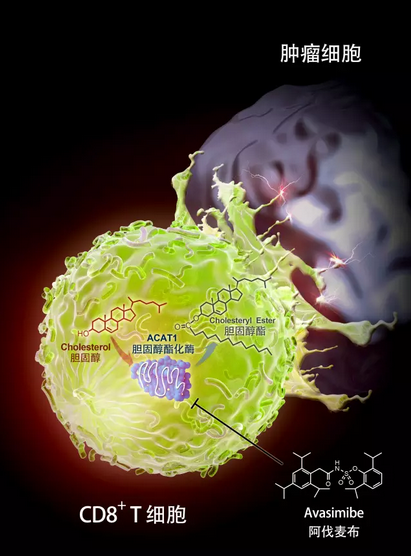 肿瘤细胞
Cholesteryl Ester
胆固醇酯
HO
O
O
ACAT1
胆固醇酯化酶
Cholesterol
胆固醇
H
N
O
S
O
O
O
Avasimibe
阿伐麦布
CD8⁺ T 细胞